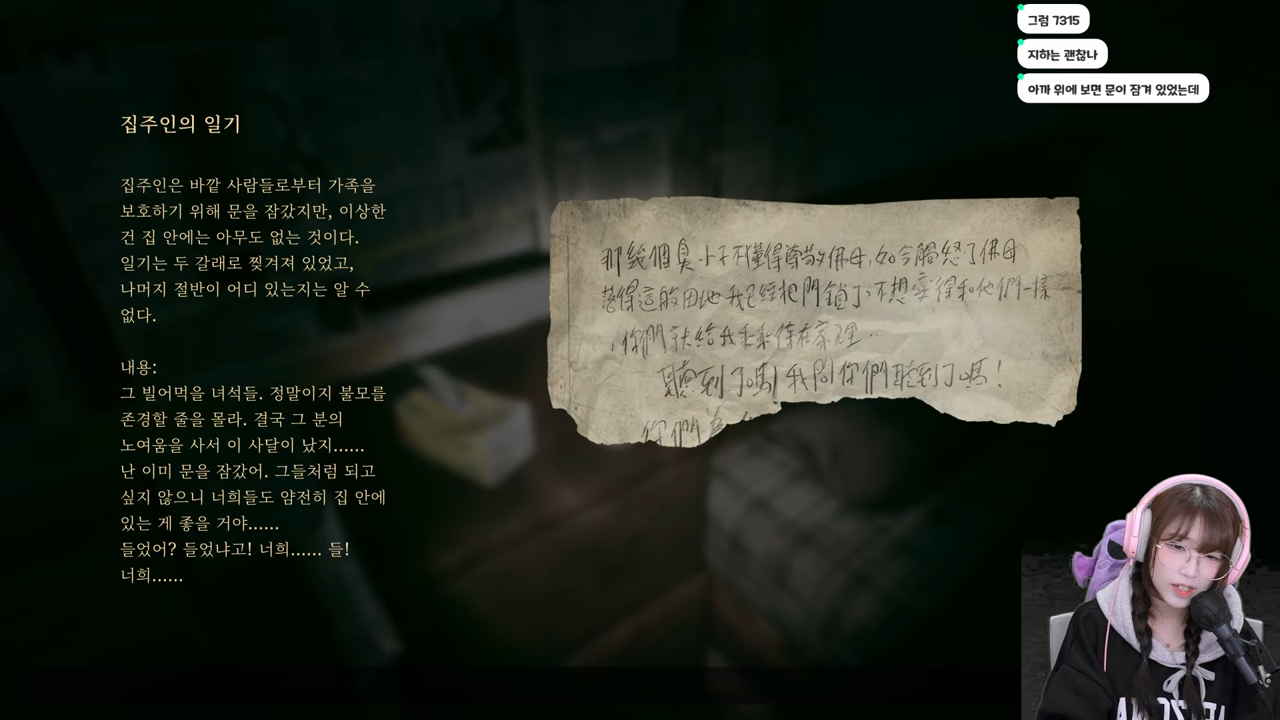 집주인의 일기
집주인은 바깥 사람들로부터 가족을
보호하기 위해 문을 잠갔지만, 이상한
건 집 안에는 아무도 없는 것이다.
일기는 두 갈래로 찢겨져 있었고,
나머지 절반이 어디 있는지는 알 수
없다.
내용:
그 빌어먹을 녀석들. 정말이지 불모를
존경할 줄을 몰라. 결국 그 분의
노여움을 사서 이 사달이 났지......
난 이미 문을 잠갔어. 그들처럼 되고
싶지 않으니 너희들도 얌전히 집 안에
있는 게 좋을 거야......
들었어? 들었냐고! 너희...... 들!
너희......
那幾個臭小子不懂得尊敬佛母,如今觸怒了佛母
落得這般田地 我已經把門鎖了,不想變得和他們一樣
,你們就給我乖乖待在家裡...
聽到了嗎! 我問你們聽到了嗎!
你們
그럼 7315
지하는 괜찮나
아까 위에 보면 문이 잠겨 있었는데